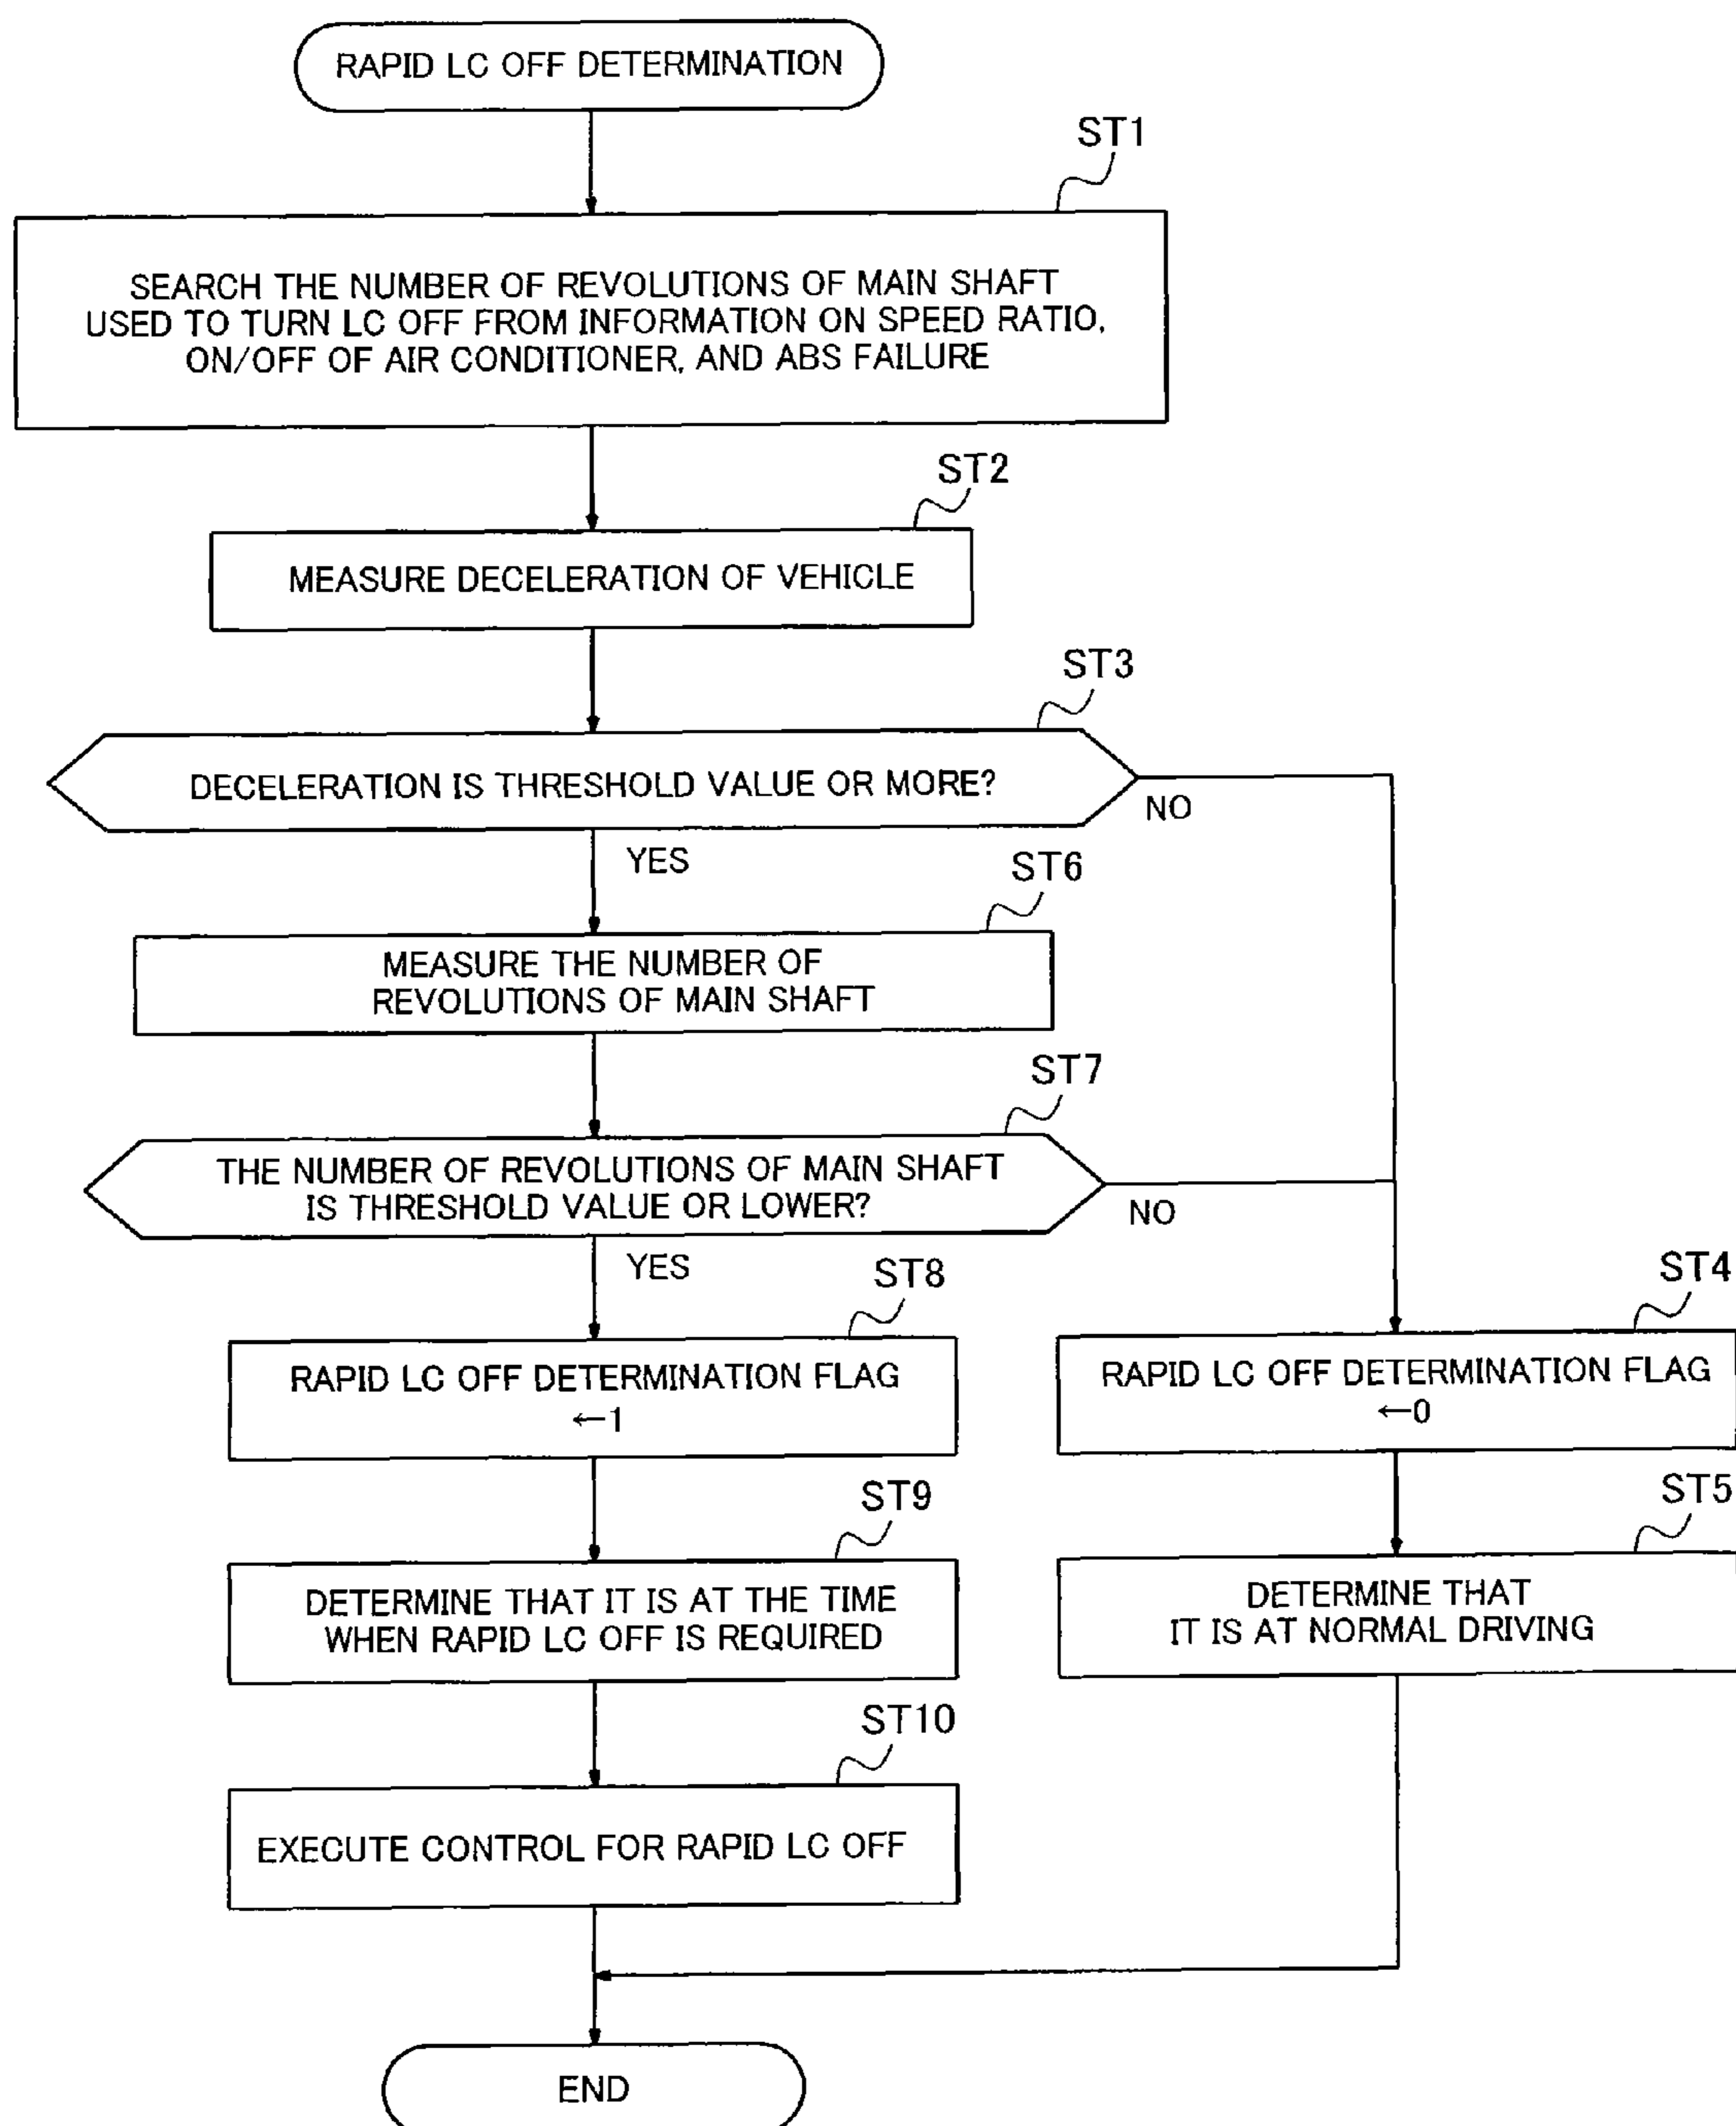 RAPID LC OFF DETERMINATION
ST1
SEARCH THE NUMBER OF REVOLUTIONS OF MAIN SHAFT
USED TO TURN LC OFF FROM INFORMATION ON SPEED RATIO,
ON/OFF OF AIR CONDITIONER, AND ABS FAILURE
ST2
MEASURE DECELERATION OF VEHICLE
ST3
DECELERATION IS THRESHOLD VALUE OR MORE?
NO
YES
ST6
MEASURE THE NUMBER OF
REVOLUTIONS OF MAIN SHAFT
ST7
THE NUMBER OF REVOLUTIONS OF MAIN SHAFT
IS THRESHOLD VALUE OR LOWER?
NO
YES
ST8
RAPID LC OFF DETERMINATION FLAG
←1
ST4
RAPID LC OFF DETERMINATION FLAG
←0
ST9
DETERMINE THAT IT IS AT THE TIME
WHEN RAPID LC OFF IS REQUIRED
ST5
DETERMINE THAT
IT IS AT NORMAL DRIVING
ST10
EXECUTE CONTROL FOR RAPID LC OFF
END